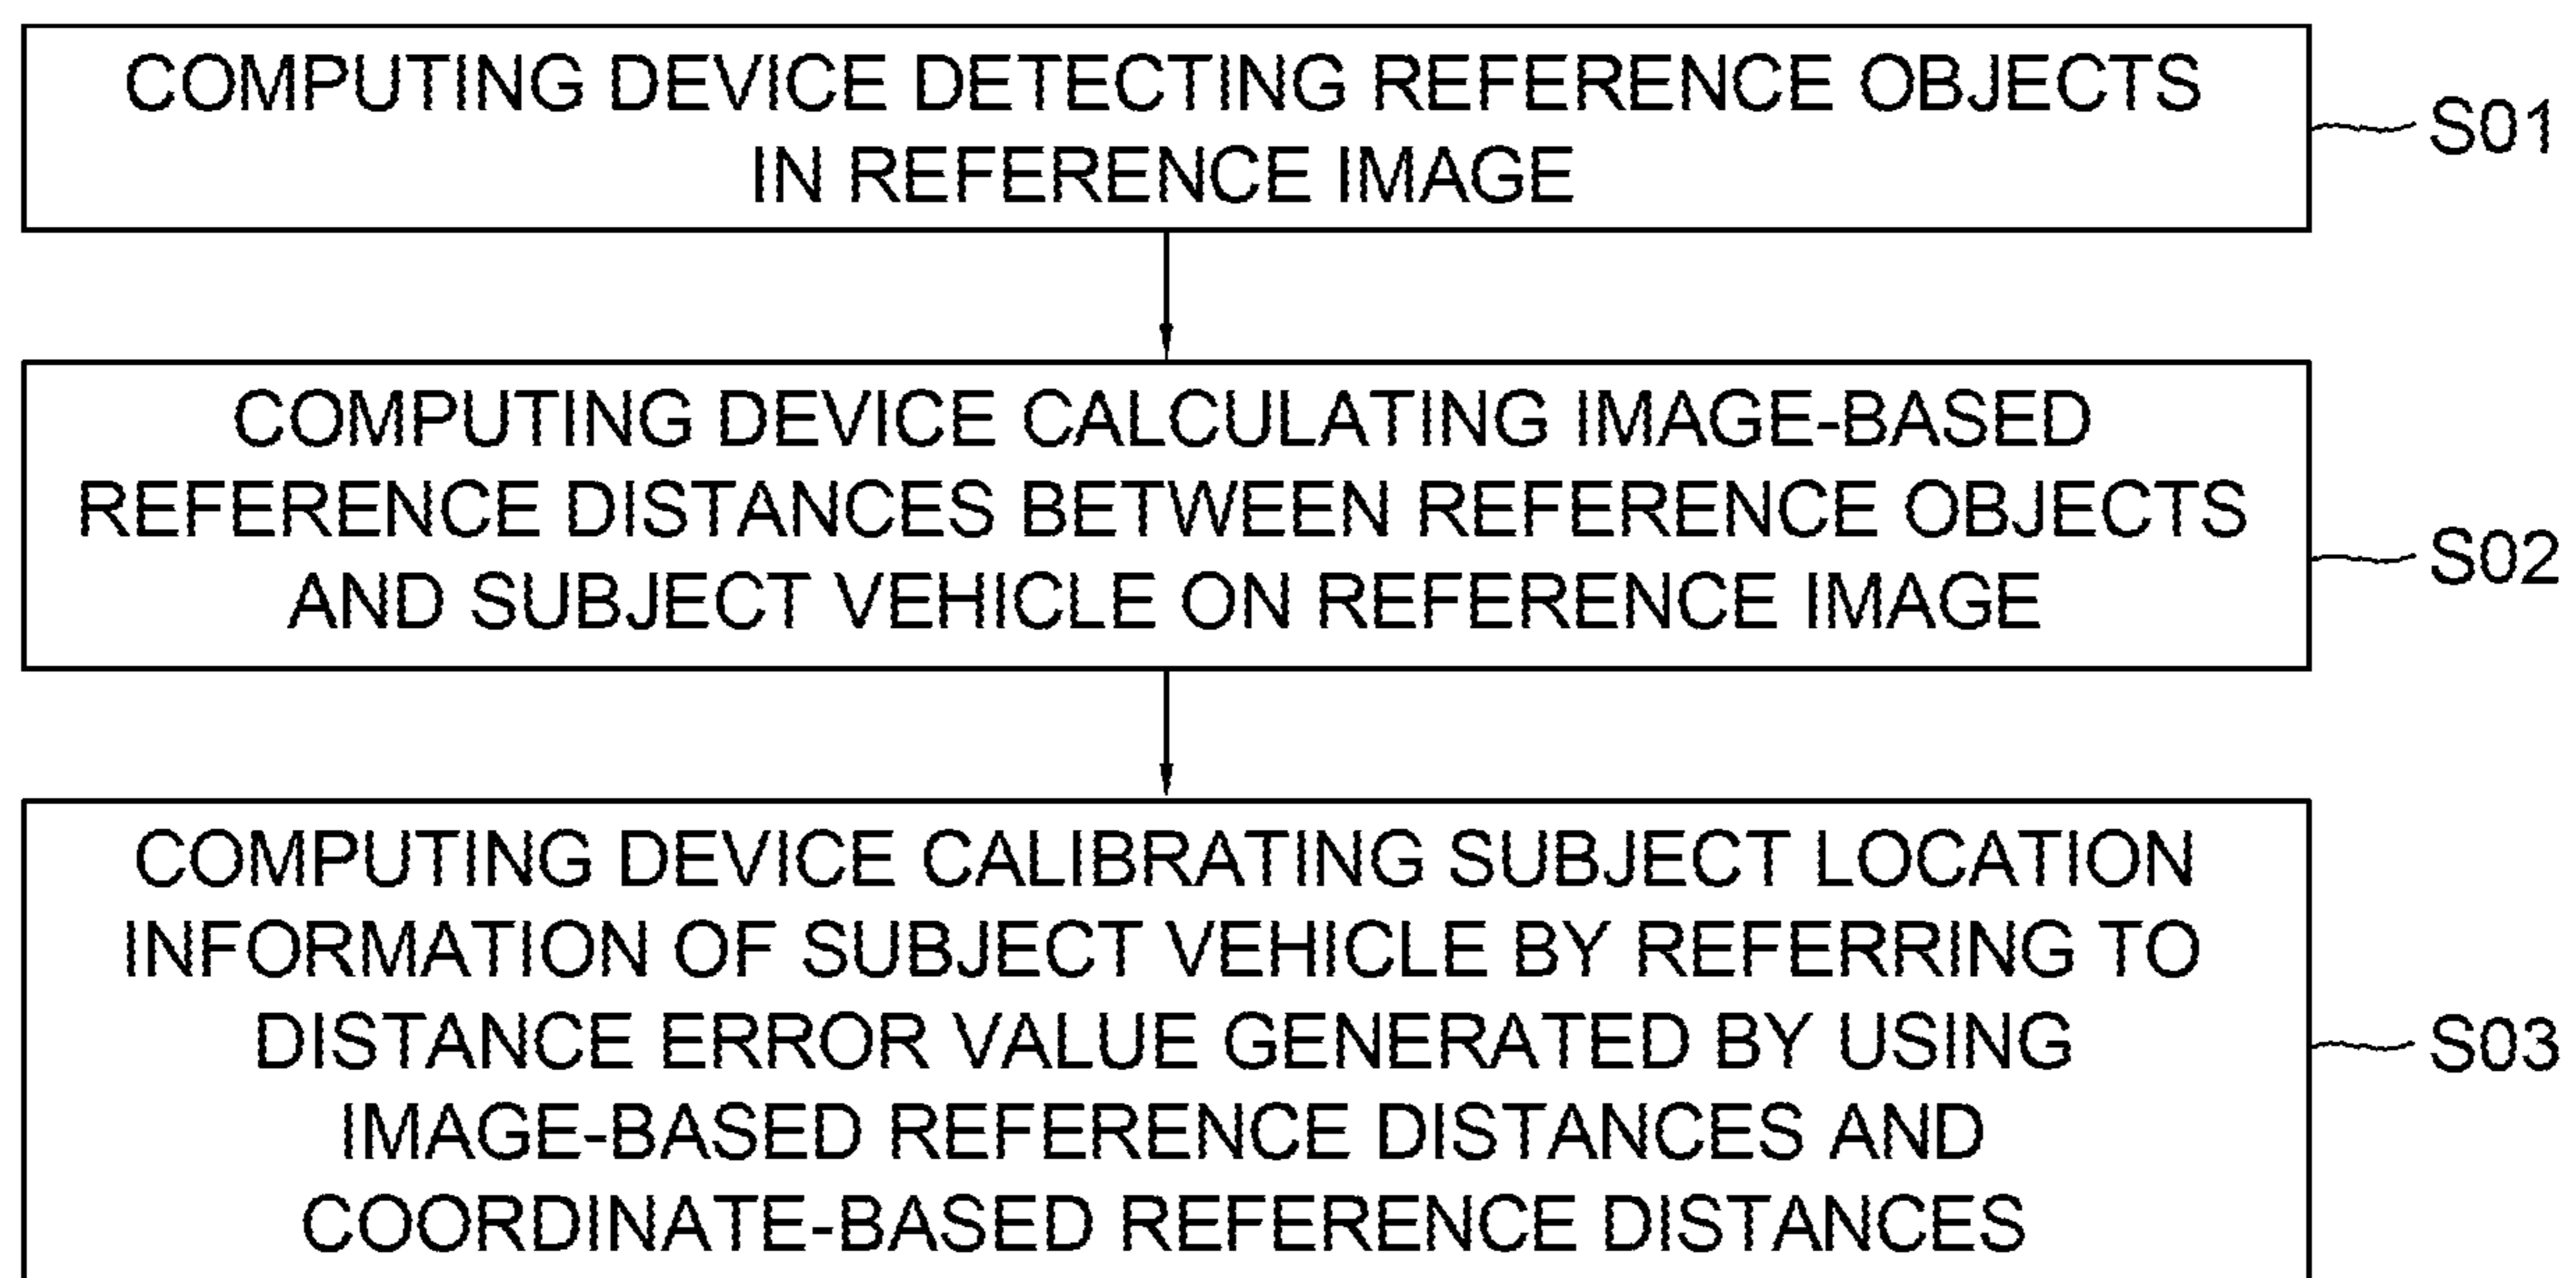 COMPUTING DEVICE DETECTING REFERENCE OBJECTS
IN REFERENCE IMAGE
S01
COMPUTING DEVICE CALCULATING IMAGE-BASED
REFERENCE DISTANCES BETWEEN REFERENCE OBJECTS
AND SUBJECT VEHICLE ON REFERENCE IMAGE
S02
COMPUTING DEVICE CALIBRATING SUBJECT LOCATION
INFORMATION OF SUBJECT VEHICLE BY REFERRING TO
DISTANCE ERROR VALUE GENERATED BY USING
IMAGE-BASED REFERENCE DISTANCES AND
COORDINATE-BASED REFERENCE DISTANCES
S03